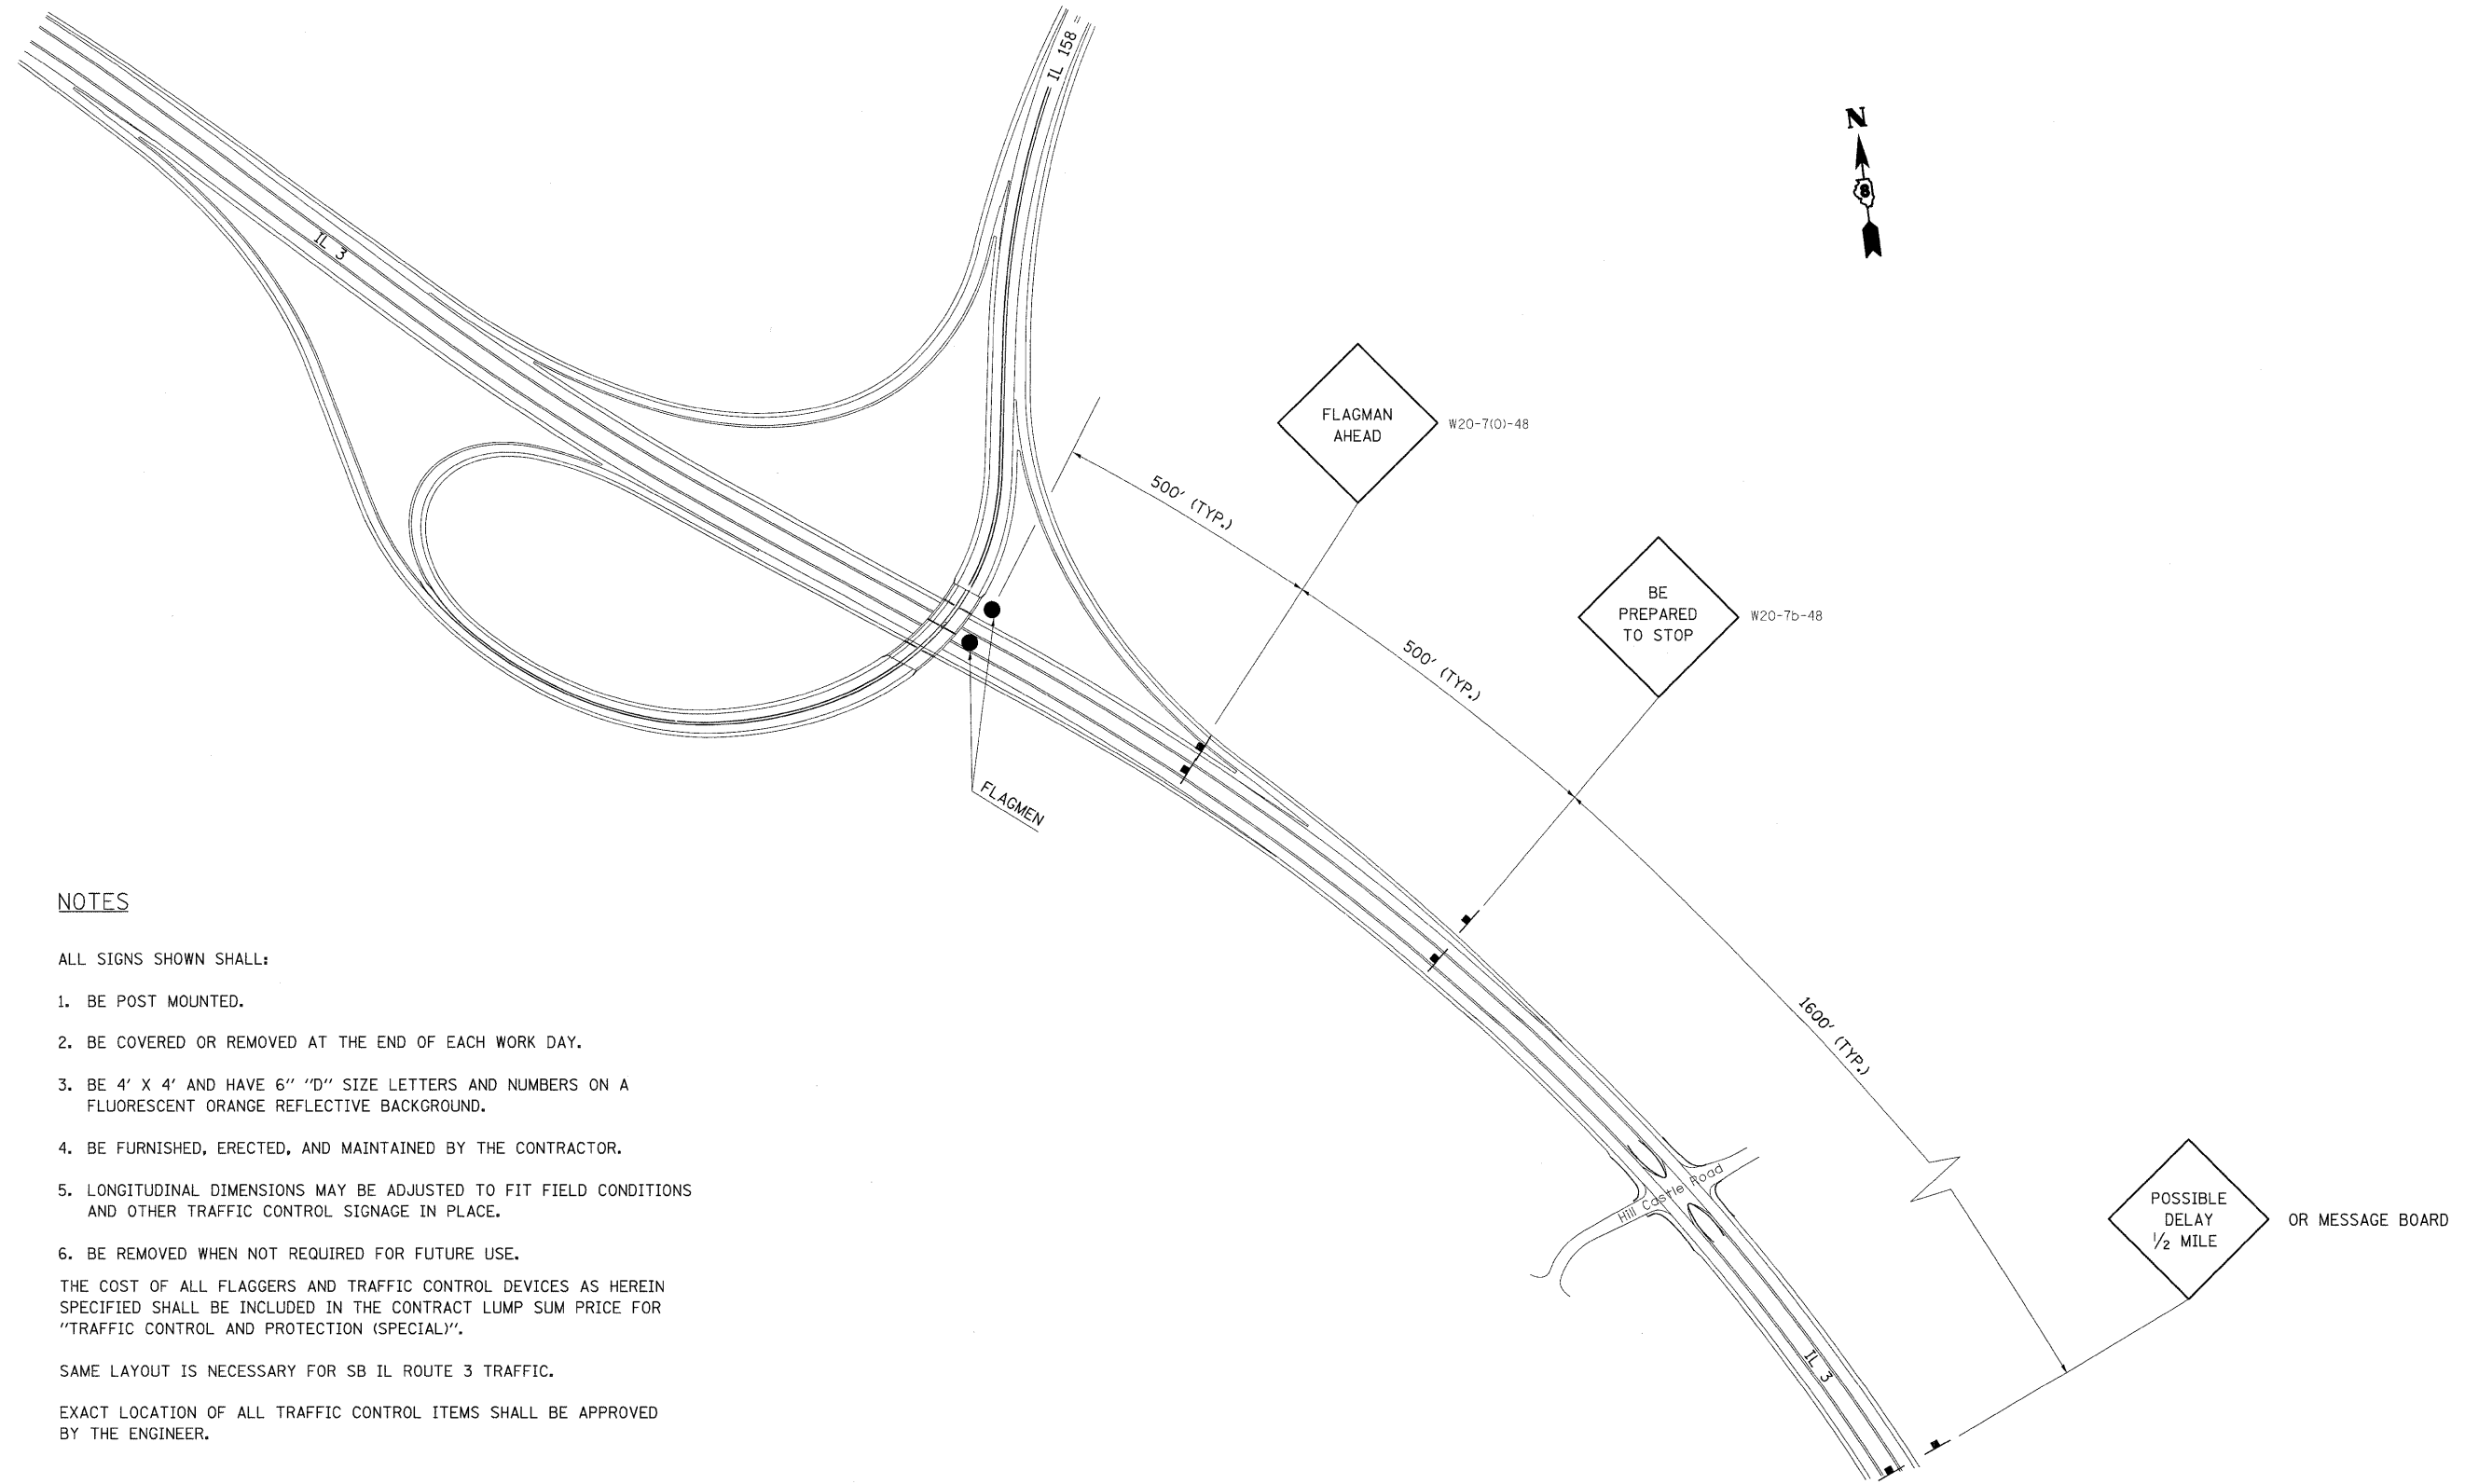 IL 158
N
8
IL 3
FLAGMAN
AHEAD
W20-7(O)-48
500' (TYP.)
BE
PREPARED
TO STOP
W20-7b-48
500' (TYP.)
FLAGMEN
1600' (TYP.)
Hill Castle Road
POSSIBLE
DELAY
1/2 MILE
OR MESSAGE BOARD
IL 3
NOTES
ALL SIGNS SHOWN SHALL:
1. BE POST MOUNTED.
2. BE COVERED OR REMOVED AT THE END OF EACH WORK DAY.
3. BE 4' X 4' AND HAVE 6" "D" SIZE LETTERS AND NUMBERS ON A
FLUORESCENT ORANGE REFLECTIVE BACKGROUND.
4. BE FURNISHED, ERECTED, AND MAINTAINED BY THE CONTRACTOR.
5. LONGITUDINAL DIMENSIONS MAY BE ADJUSTED TO FIT FIELD CONDITIONS
AND OTHER TRAFFIC CONTROL SIGNAGE IN PLACE.
6. BE REMOVED WHEN NOT REQUIRED FOR FUTURE USE.
THE COST OF ALL FLAGGERS AND TRAFFIC CONTROL DEVICES AS HEREIN
SPECIFIED SHALL BE INCLUDED IN THE CONTRACT LUMP SUM PRICE FOR
"TRAFFIC CONTROL AND PROTECTION (SPECIAL)".
SAME LAYOUT IS NECESSARY FOR SB IL ROUTE 3 TRAFFIC.
EXACT LOCATION OF ALL TRAFFIC CONTROL ITEMS SHALL BE APPROVED
BY THE ENGINEER.